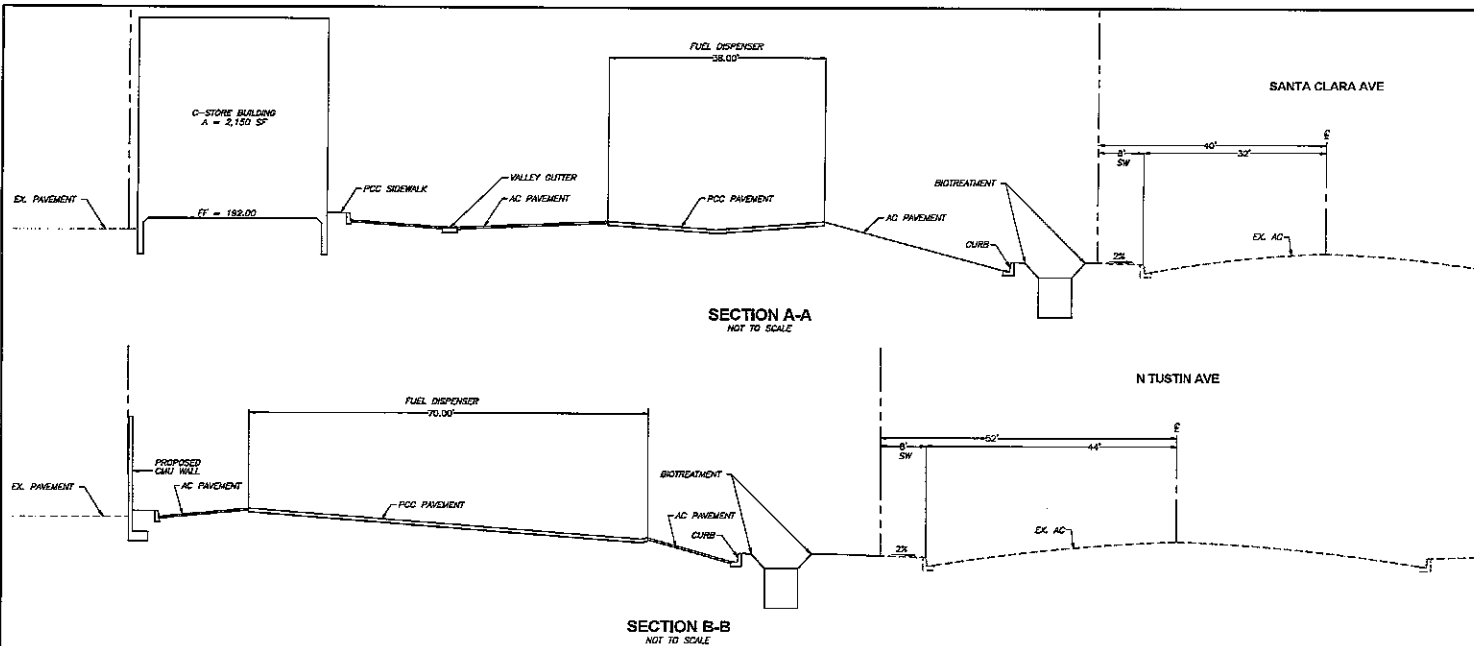 FUEL DISPENSER
38.00'
SANTA CLARA AVE
C-STORE BUILDING
A = 2,150 SF
℄
40'
8'
32'
SW
PCC SIDEWALK
VALLEY GUTTER
AC PAVEMENT
BIOTREATMENT
EX. PAVEMENT
PCC PAVEMENT
FF = 192.00
AC PAVEMENT
EX. AC
CURB
2%
SECTION A-A
NOT TO SCALE
N TUSTIN AVE
FUEL DISPENSER
70.00'
℄
52'
8'
44'
SW
PROPOSED
CMU WALL
BIOTREATMENT
EX. PAVEMENT
AC PAVEMENT
PCC PAVEMENT
AC PAVEMENT
EX. AC
CURB
2%
SECTION B-B
NOT TO SCALE